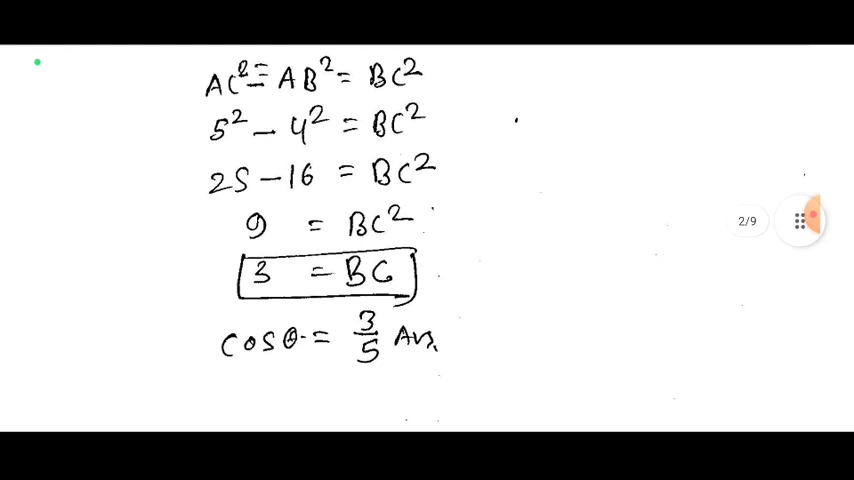 AC² = AB² = BC²
5² - 4² = BC²
25 - 16 = BC²
9 = BC²
3 = BC
cosθ = 3/5 Ans.
2/9